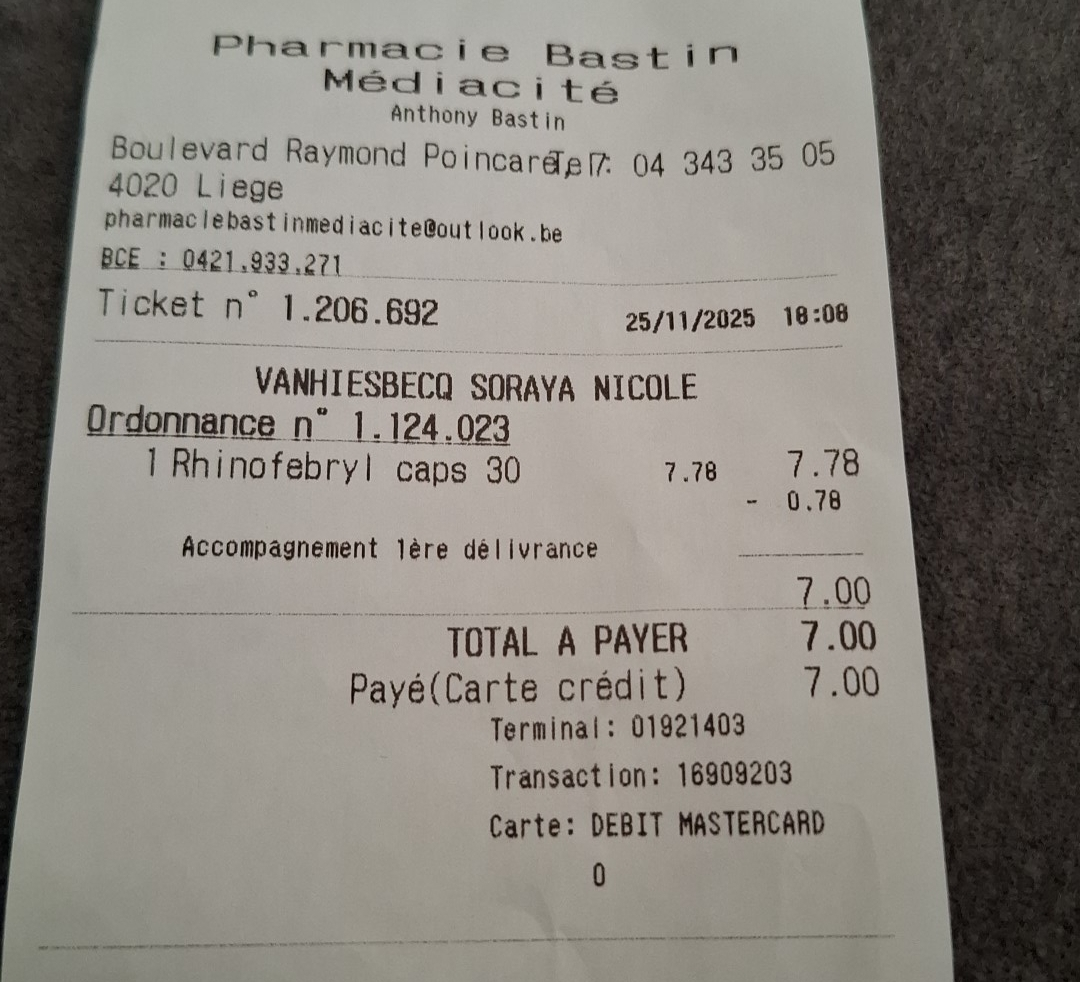 Pharmacie Bastin
Médiacité
Anthony Bastin
Boulevard Raymond Poincaré, 7 Tel : 04 343 35 05
4020 Liege
pharmaciebastinmediacite@outlook.be
BCE : 0421.933.271
Ticket n° 1.206.692 25/11/2025 18:08
VANHIESBECQ SORAYA NICOLE
Ordonnance n° 1.124.023
1 Rhinofebryl caps 30 7.78 7.78
- 0.78
Accompagnement 1ère délivrance
7.00
TOTAL A PAYER 7.00
Payé(Carte crédit) 7.00
Terminal: 01921403
Transaction: 16909203
Carte: DEBIT MASTERCARD
0